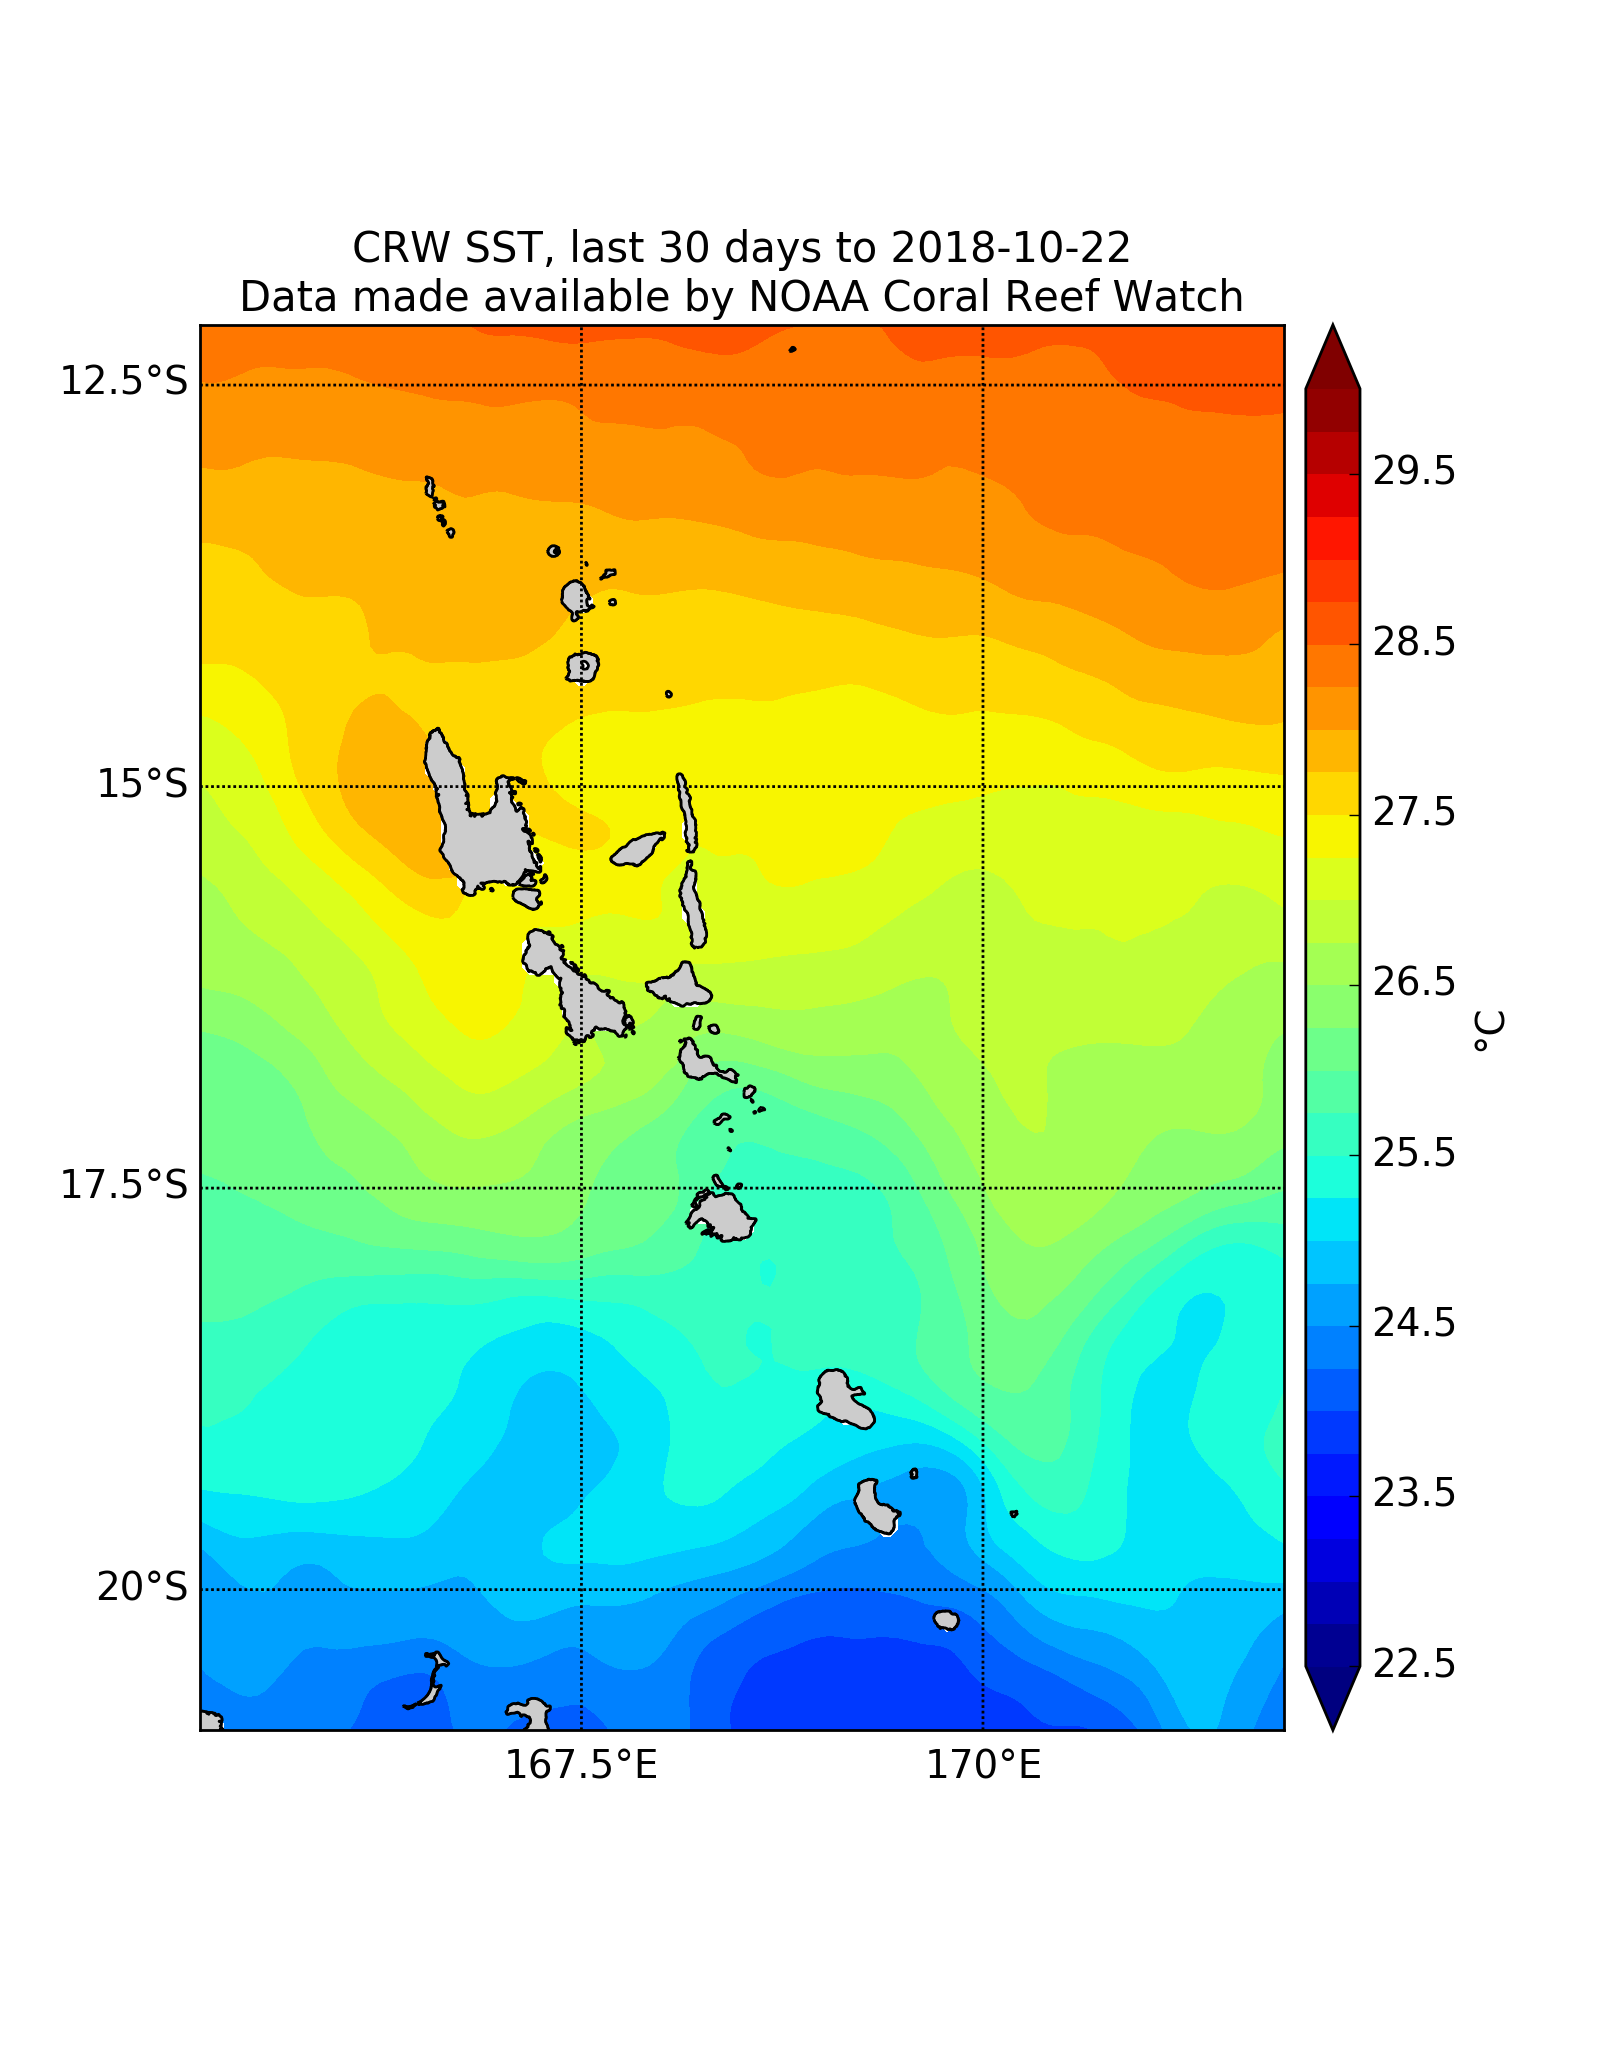 CRW SST, last 30 days to 2018-10-22
Data made available by NOAA Coral Reef Watch
12.5°S
15°S
17.5°S
20°S
167.5°E
170°E
29.5
28.5
27.5
26.5
25.5
24.5
23.5
22.5
°C